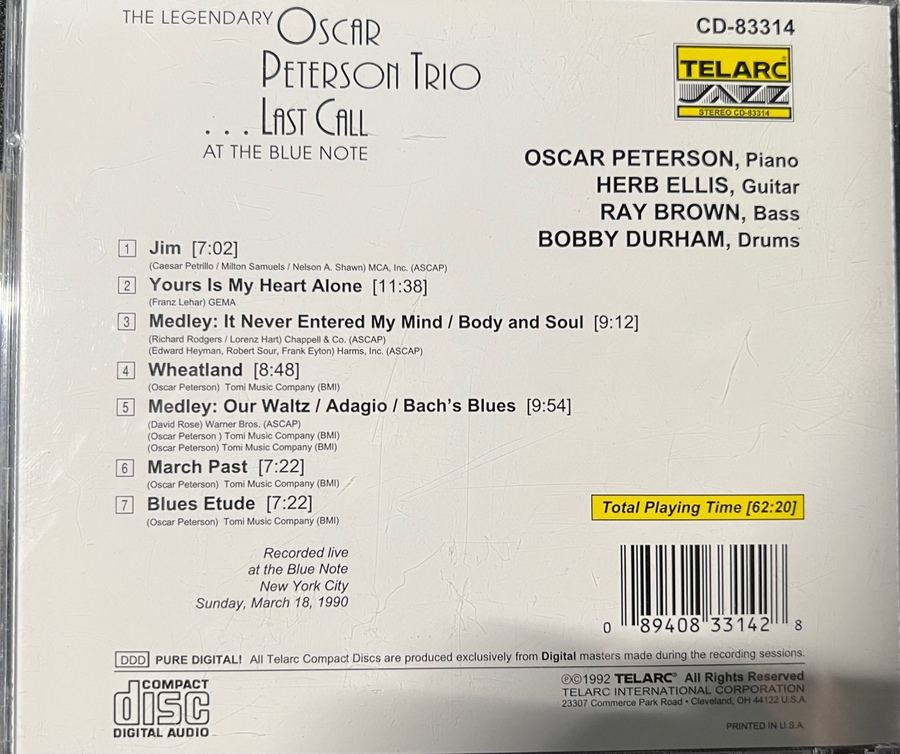 THE LEGENDARY OSCAR
PETERSON TRIO
...LAST CALL
AT THE BLUE NOTE
CD-83314
TELARC®
JAZZ
STEREO CD-83314
OSCAR PETERSON, Piano
HERB ELLIS, Guitar
RAY BROWN, Bass
BOBBY DURHAM, Drums
1 Jim [7:02]
(Caesar Petrillo / Milton Samuels / Nelson A. Shawn) MCA, Inc. (ASCAP)
2 Yours Is My Heart Alone [11:38]
(Franz Lehar) GEMA
3 Medley: It Never Entered My Mind / Body and Soul [9:12]
(Richard Rodgers / Lorenz Hart) Chappell & Co. (ASCAP)
(Edward Heyman, Robert Sour, Frank Eyton) Harms, Inc. (ASCAP)
4 Wheatland [8:48]
(Oscar Peterson) Tomi Music Company (BMI)
5 Medley: Our Waltz / Adagio / Bach's Blues [9:54]
(David Rose) Warner Bros. (ASCAP)
(Oscar Peterson ) Tomi Music Company (BMI)
(Oscar Peterson) Tomi Music Company (BMI)
6 March Past [7:22]
(Oscar Peterson) Tomi Music Company (BMI)
7 Blues Etude [7:22]
(Oscar Peterson) Tomi Music Company (BMI)
Total Playing Time [62:20]
Recorded live
at the Blue Note
New York City
Sunday, March 18, 1990
0 89408 33142 8
DDD PURE DIGITAL! All Telarc Compact Discs are produced exclusively from Digital masters made during the recording sessions.
COMPACT
disc
DIGITAL AUDIO
℗©1992 TELARC® All Rights Reserved
TELARC INTERNATIONAL CORPORATION
23307 Commerce Park Road • Cleveland, OH 44122 U.S.A.
PRINTED IN U.S.A.